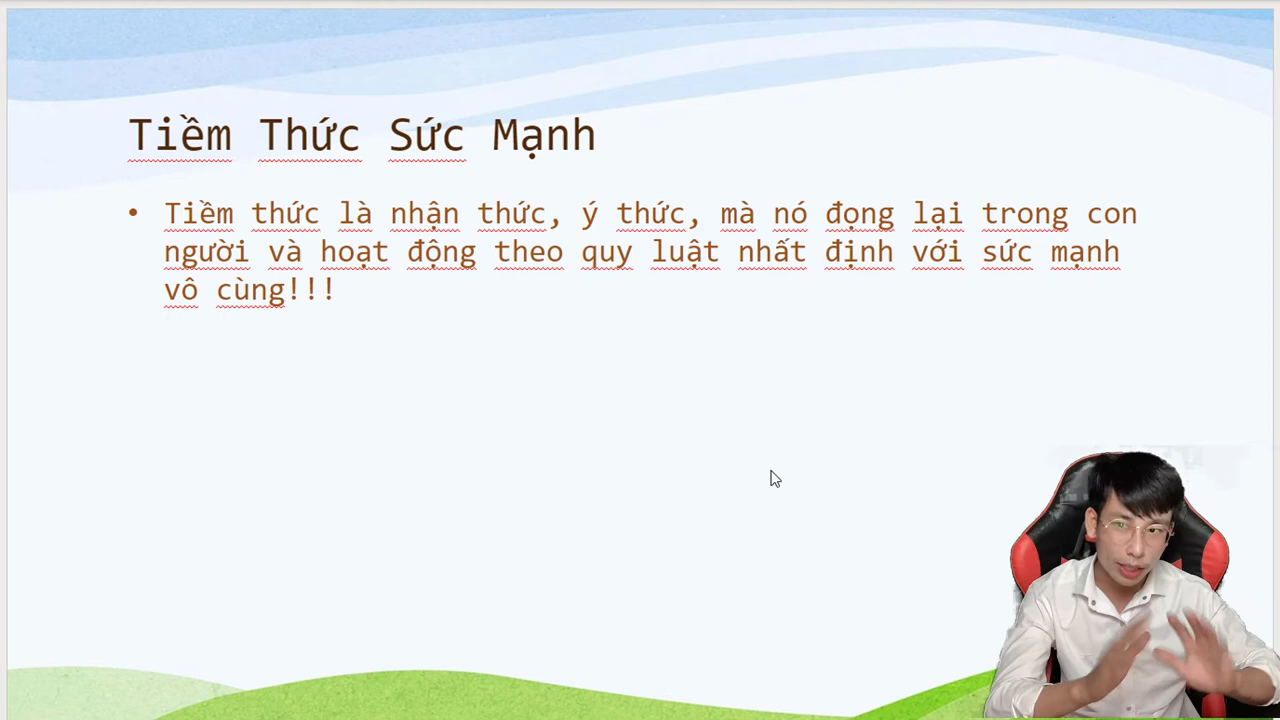 Tiềm Thức Sức Mạnh
• Tiềm thức là nhận thức, ý thức, mà nó đọng lại trong con
người và hoạt động theo quy luật nhất định với sức mạnh
vô cùng!!!